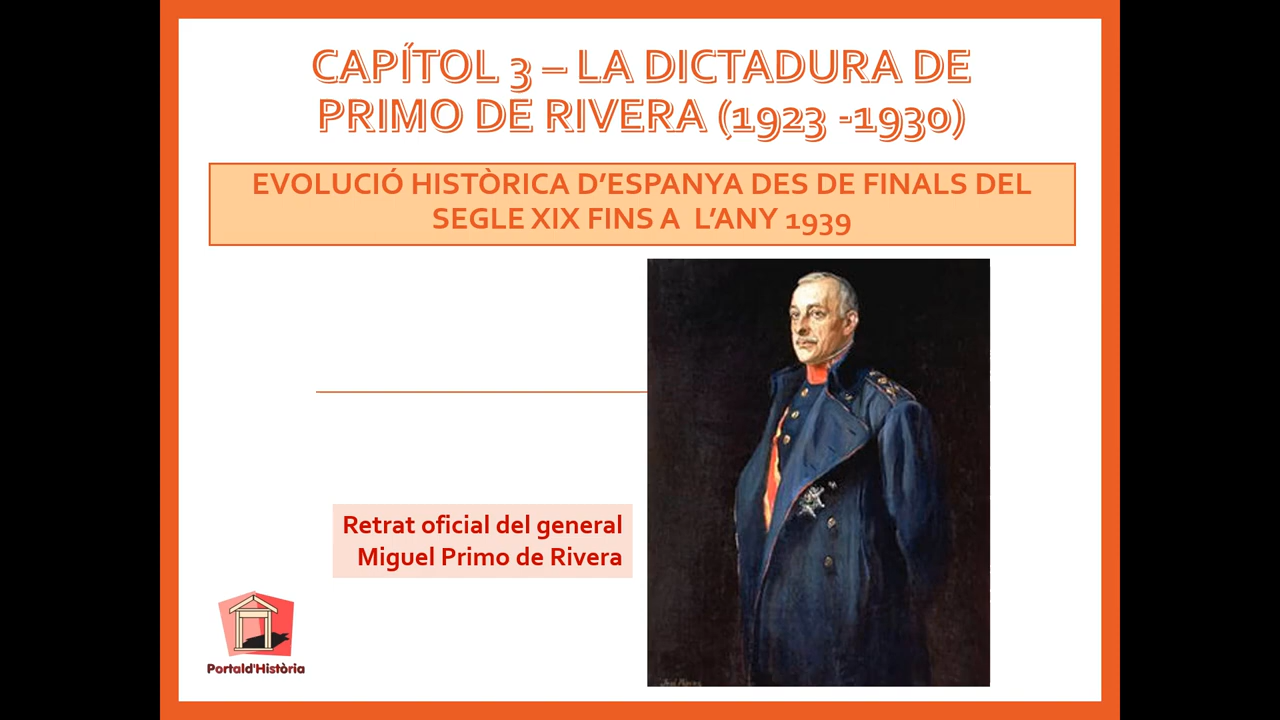 CAPÍTOL 3 – LA DICTADURA DE
PRIMO DE RIVERA (1923 -1930)
EVOLUCIÓ HISTÒRICA D’ESPANYA DES DE FINALS DEL
SEGLE XIX FINS A L’ANY 1939
Retrat oficial del general
Miguel Primo de Rivera
Portald'Història